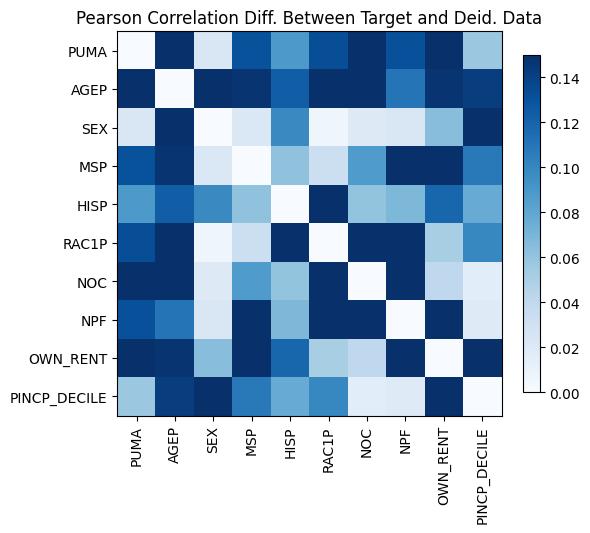 Pearson Correlation Diff. Between Target and Deid. Data
PUMA
AGEP
SEX
MSP
HISP
RAC1P
NOC
NPF
OWN_RENT
PINCP_DECILE
PUMA
AGEP
SEX
MSP
HISP
RAC1P
NOC
NPF
OWN_RENT
PINCP_DECILE
0.14
0.12
0.10
0.08
0.06
0.04
0.02
0.00